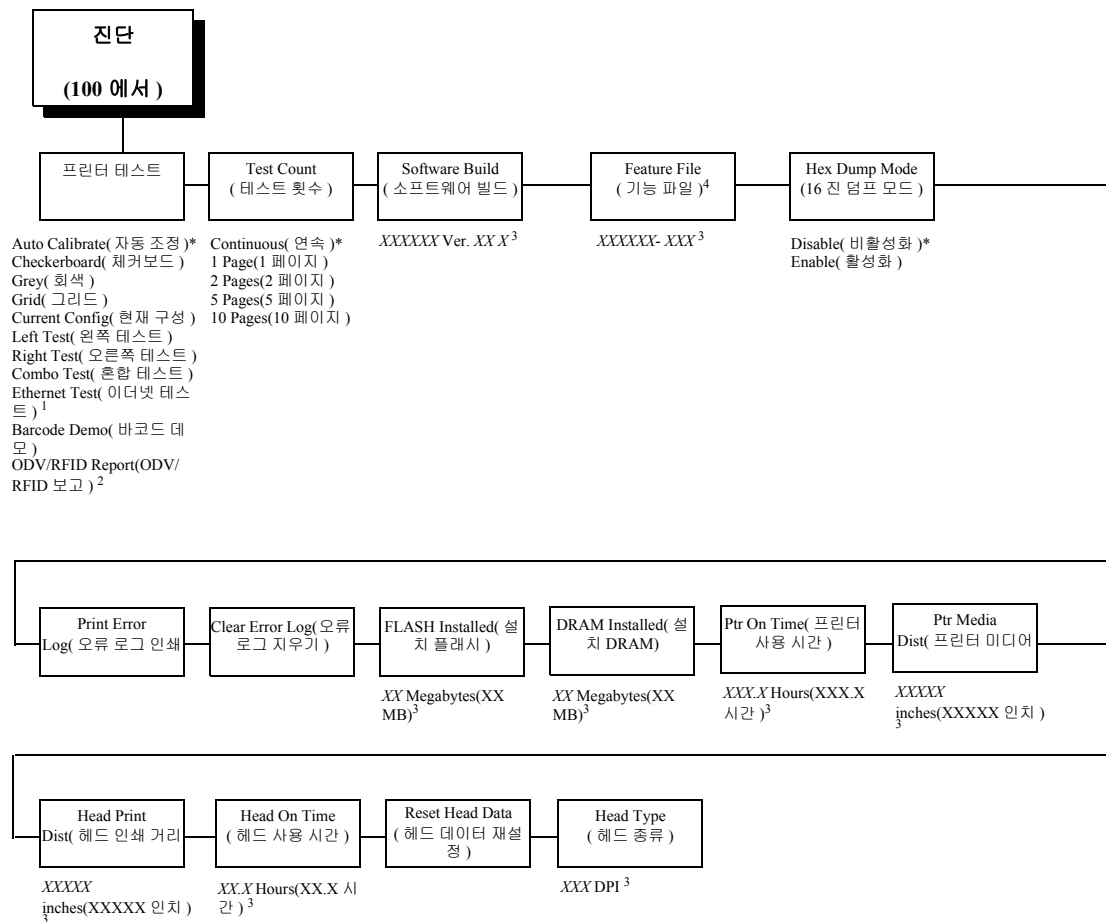 진단
(100 에서 )
프린터 테스트
Auto Calibrate( 자동 조정 )*
Checkerboard( 체커보드 )
Grey( 회색 )
Grid( 그리드 )
Current Config( 현재 구성 )
Left Test( 왼쪽 테스트 )
Right Test( 오른쪽 테스트 )
Combo Test( 혼합 테스트 )
Ethernet Test( 이더넷 테스
트 ) 1
Barcode Demo( 바코드 데
모 )
ODV/RFID Report(ODV/
RFID 보고 ) 2
Test Count
( 테스트 횟수 )
Continuous( 연속 )*
1 Page(1 페이지 )
2 Pages(2 페이지 )
5 Pages(5 페이지 )
10 Pages(10 페이지 )
Software Build
( 소프트웨어 빌드 )
XXXXXX Ver. XX X 3
Feature File
( 기능 파일 )4
XXXXXX- XXX 3
Hex Dump Mode
(16 진 덤프 모드 )
Disable( 비활성화 )*
Enable( 활성화 )
Print Error
Log( 오류 로그 인쇄
Clear Error Log(오류
로그 지우기 )
FLASH Installed( 설
치 플래시 )
XX Megabytes(XX
MB)3
DRAM Installed( 설
치 DRAM)
XX Megabytes(XX
MB)3
Ptr On Time( 프린터
사용 시간 )
XXX.X Hours(XXX.X
시간 )3
Ptr Media
Dist( 프린터 미디어
XXXXX
inches(XXXXX 인치 )
3
Head Print
Dist( 헤드 인쇄 거리
XXXXX
inches(XXXXX 인치 )
3
Head On Time
( 헤드 사용 시간 )
XX.X Hours(XX.X 시
간 ) 3
Reset Head Data
( 헤드 데이터 재설
정 )
Head Type
( 헤드 종류 )
XXX DPI 3